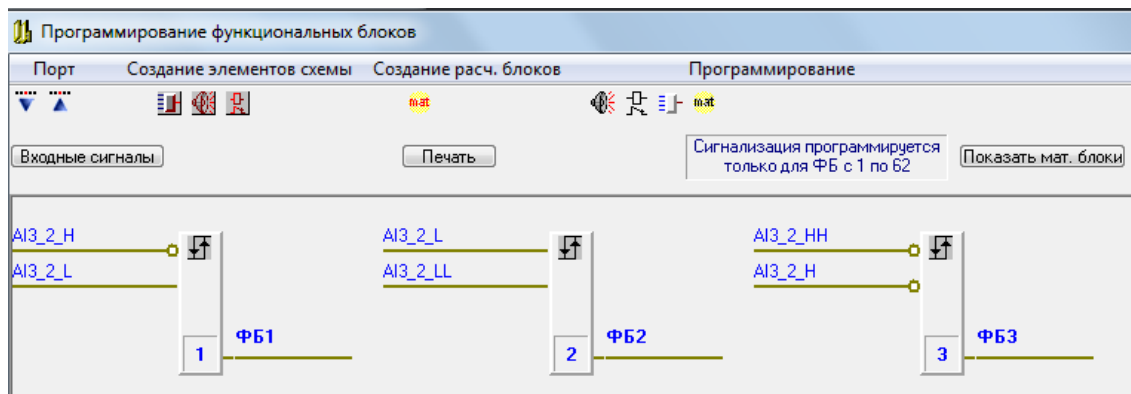 Программирование функциональных блоков
Порт Создание элементов схемы Создание расч. блоков Программирование
mat mat
Входные сигналы Печать Сигнализация программируется Показать мат. блоки
только для ФБ с 1 по 62
AI3_2_H AI3_2_L AI3_2_HH
AI3_2_L AI3_2_LL AI3_2_H
ФБ1 ФБ2 ФБ3
1 2 3